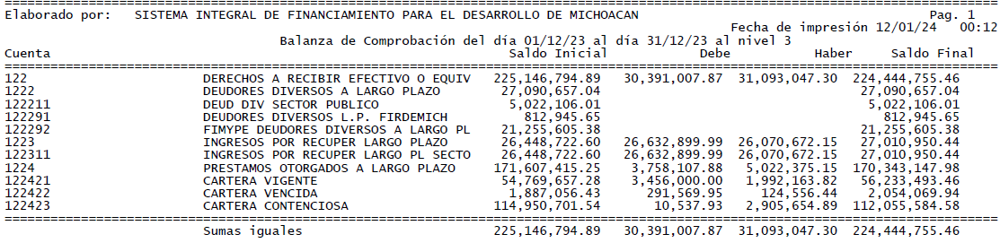 Elaborado por: SISTEMA INTEGRAL DE FINANCIAMIENTO PARA EL DESARROLLO DE MICHOACAN Pag. 1
Fecha de impresión 12/01/24 00:12
Balanza de Comprobación del día 01/12/23 al día 31/12/23 al nivel 3
Cuenta Saldo Inicial Debe Haber Saldo Final
122 DERECHOS A RECIBIR EFECTIVO O EQUIV 225,146,794.89 30,391,007.87 31,093,047.30 224,444,755.46
1222 DEUDORES DIVERSOS A LARGO PLAZO 27,090,657.04 27,090,657.04
122211 DEUD DIV SECTOR PUBLICO 5,022,106.01 5,022,106.01
122291 DEUDORES DIVERSOS L.P. FIRDEMICH 812,945.65 812,945.65
122292 FIMYPE DEUDORES DIVERSOS A LARGO PL 21,255,605.38 21,255,605.38
1223 INGRESOS POR RECUPER LARGO PLAZO 26,448,722.60 26,632,899.99 26,070,672.15 27,010,950.44
122311 INGRESOS POR RECUPER LARGO PL SECTO 26,448,722.60 26,632,899.99 26,070,672.15 27,010,950.44
1224 PRESTAMOS OTORGADOS A LARGO PLAZO 171,607,415.25 3,758,107.88 5,022,375.15 170,343,147.98
122421 CARTERA VIGENTE 54,769,657.28 3,456,000.00 1,992,163.82 56,233,493.46
122422 CARTERA VENCIDA 1,887,056.43 291,569.95 124,556.44 2,054,069.94
122423 CARTERA CONTENCIOSA 114,950,701.54 10,537.93 2,905,654.89 112,055,584.58
Sumas iguales 225,146,794.89 30,391,007.87 31,093,047.30 224,444,755.46